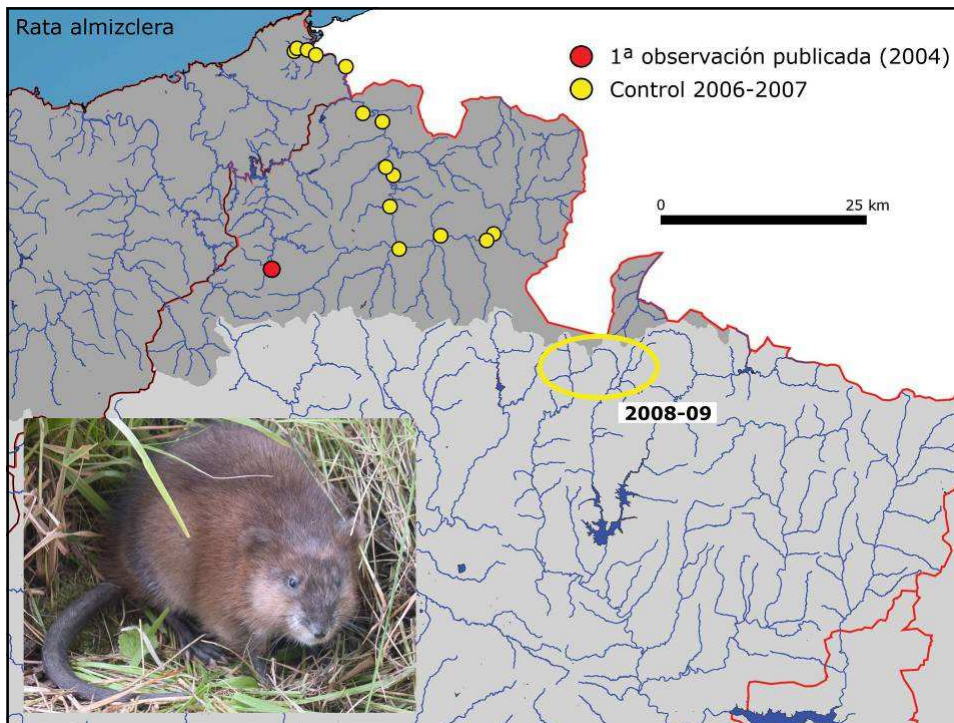 Rata almizclera
1ª observación publicada (2004)
Control 2006-2007
0 25 km
2008-09